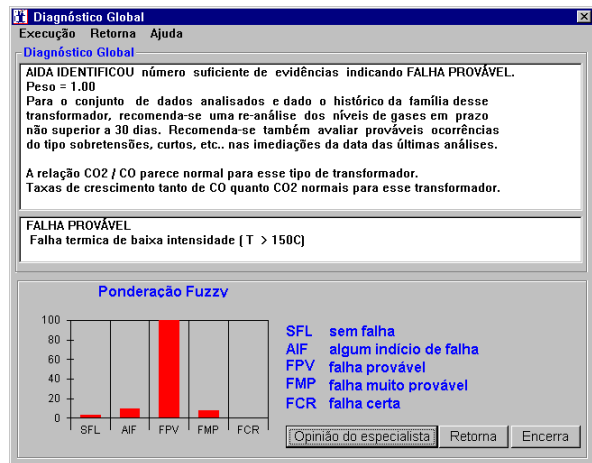 Diagnóstico Global
Execução Retorna Ajuda
Diagnóstico Global
AIDA IDENTIFICOU número suficiente de evidências indicando FALHA PROVÁVEL.
Peso = 1.00
Para o conjunto de dados analisados e dado o histórico da família desse
transformador, recomenda-se uma re-análise dos níveis de gases em prazo
não superior a 30 dias. Recomenda-se também avaliar prováveis ocorrências
do tipo sobretensões, curtos, etc.. nas imediações da data das últimas análises.
A relação CO2 / CO parece normal para esse tipo de transformador.
Taxas de crescimento tanto de CO quanto CO2 normais para esse transformador.
FALHA PROVÁVEL
Falha termica de baixa intensidade ( T > 150C)
Ponderação Fuzzy
100
80
60
40
20
0
SFL AIF FPV FMP FCR
SFL sem falha
AIF algum indício de falha
FPV falha provável
FMP falha muito provável
FCR falha certa
Opinião do especialista Retorna Encerra